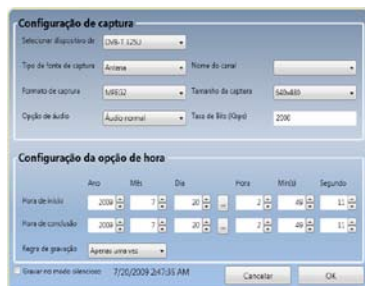 Configuração de captura
Selecionar dispositivo de DVB-T 1250
Tipo de fonte de captura Antena Nome do canal
Formato de captura MPEG2 Tamanho da captura 640x480
Opção de áudio Áudio normal Taxa de Bits (Kbps) 2000
Configuração da opção de hora
Ano Mês Dia Hora Min(s) Segundo
Hora de início 2009 7 20 ... 2 49 11
Hora de conclusão 2009 7 20 ... 2 49 11
Regra de gravação Apenas uma vez
Gravar no modo silencioso 7/20/2009 2:47:35 AM Cancelar OK